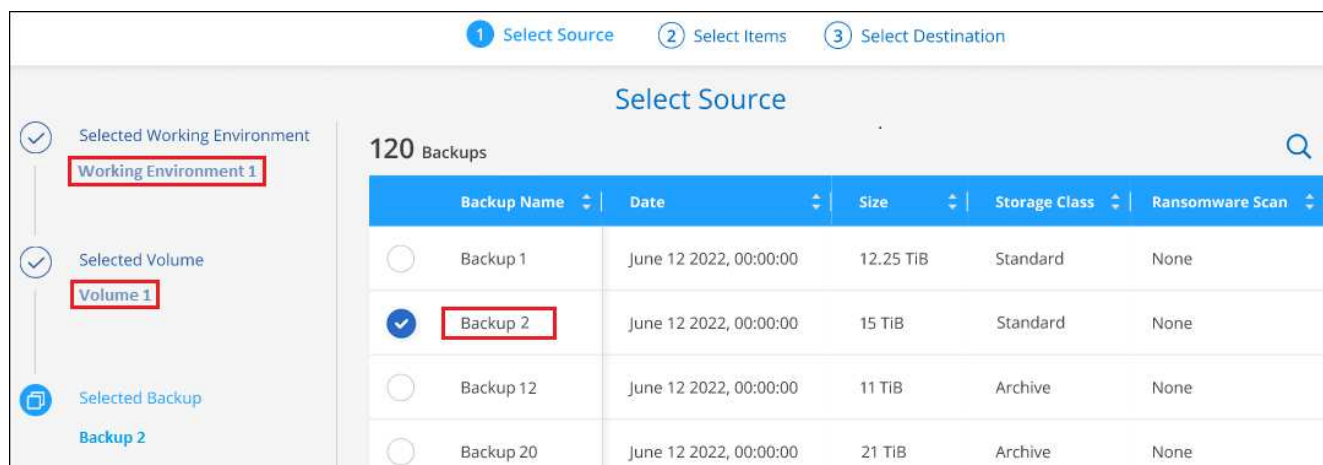 1 Select Source 2 Select Items 3 Select Destination
Select Source
Selected Working Environment
Working Environment 1
Selected Volume
Volume 1
Selected Backup
Backup 2
120 Backups
Backup Name Date Size Storage Class Ransomware Scan
Backup 1 June 12 2022, 00:00:00 12.25 TiB Standard None
Backup 2 June 12 2022, 00:00:00 15 TiB Standard None
Backup 12 June 12 2022, 00:00:00 11 TiB Archive None
Backup 20 June 12 2022, 00:00:00 21 TiB Archive None